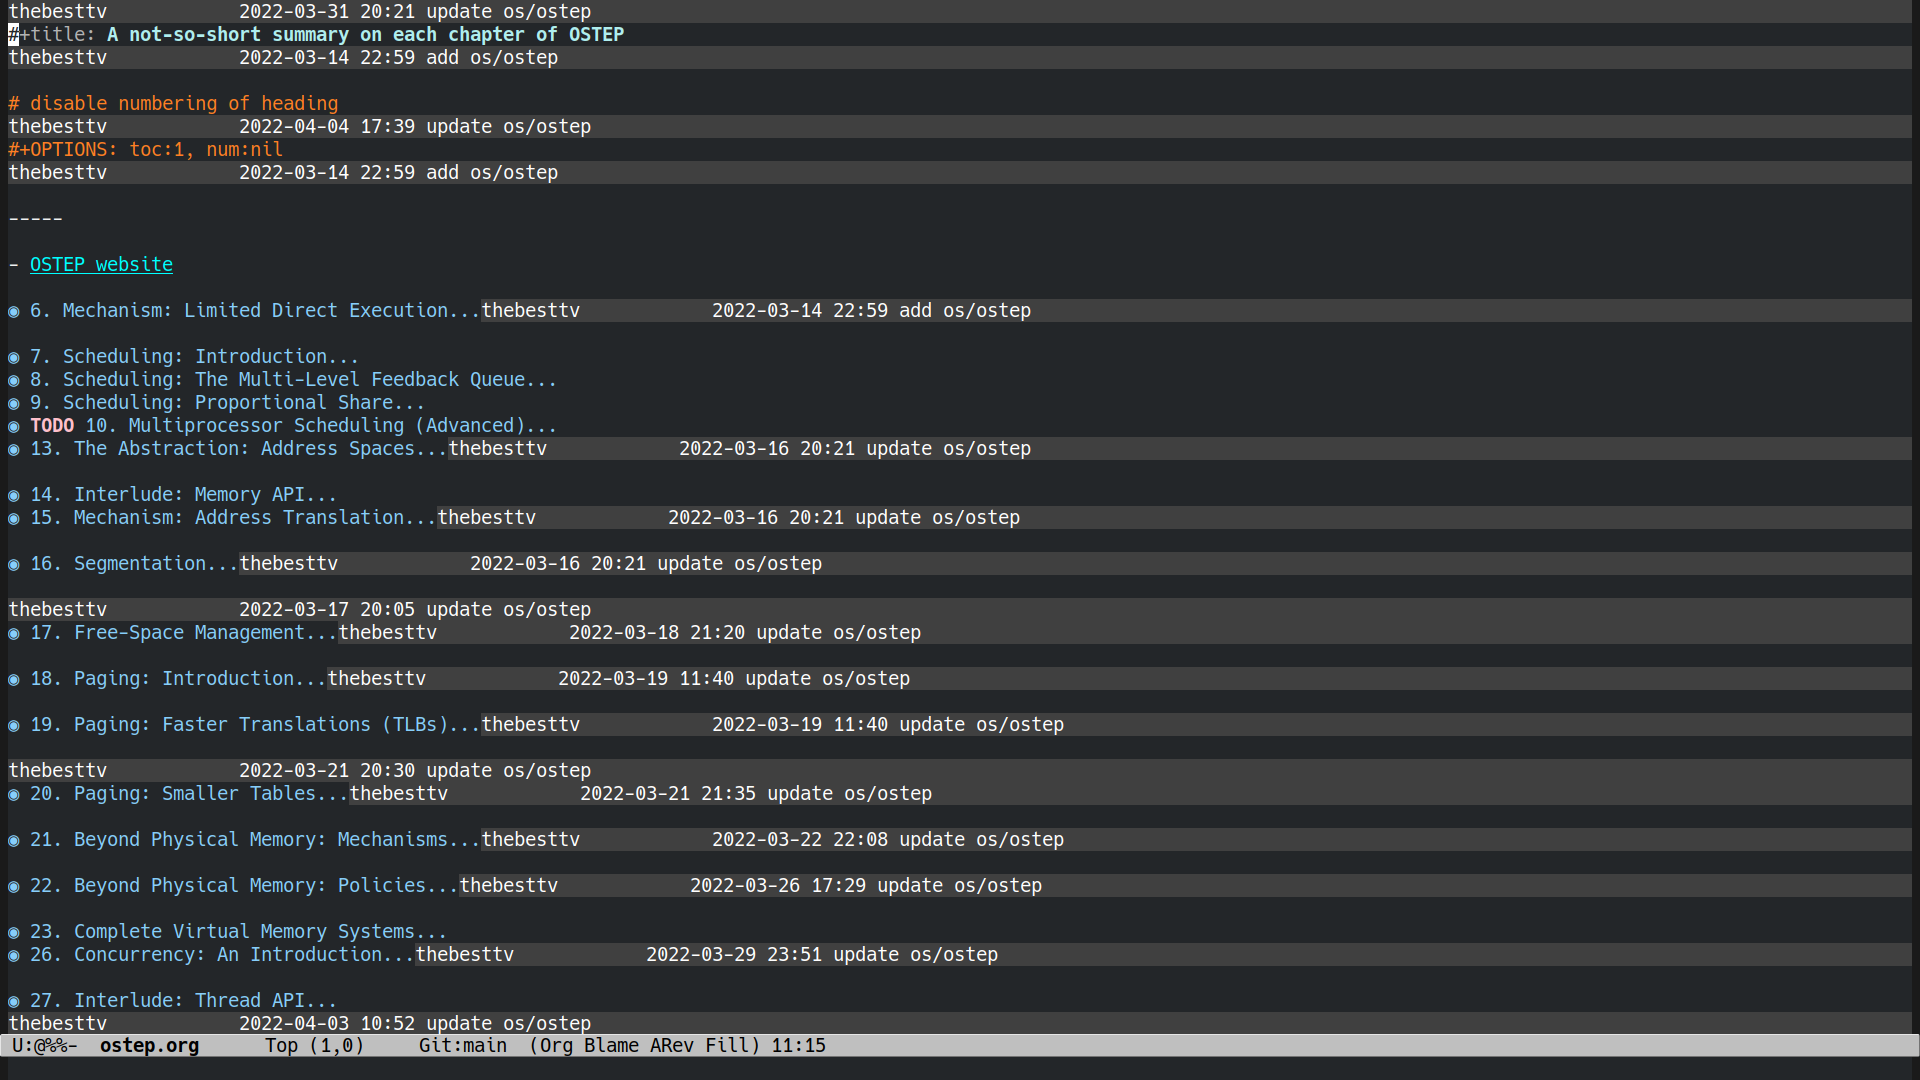 thebesttv            2022-03-31 20:21 update os/ostep
#+title: A not-so-short summary on each chapter of OSTEP
thebesttv            2022-03-14 22:59 add os/ostep
# disable numbering of heading
thebesttv            2022-04-04 17:39 update os/ostep
#+OPTIONS: toc:1, num:nil
thebesttv            2022-03-14 22:59 add os/ostep
-----
- OSTEP website
◉ 6. Mechanism: Limited Direct Execution...thebesttv            2022-03-14 22:59 add os/ostep
◉ 7. Scheduling: Introduction...
◉ 8. Scheduling: The Multi-Level Feedback Queue...
◉ 9. Scheduling: Proportional Share...
◉ TODO 10. Multiprocessor Scheduling (Advanced)...
◉ 13. The Abstraction: Address Spaces...thebesttv            2022-03-16 20:21 update os/ostep
◉ 14. Interlude: Memory API...
◉ 15. Mechanism: Address Translation...thebesttv            2022-03-16 20:21 update os/ostep
◉ 16. Segmentation...thebesttv            2022-03-16 20:21 update os/ostep
thebesttv            2022-03-17 20:05 update os/ostep
◉ 17. Free-Space Management...thebesttv            2022-03-18 21:20 update os/ostep
◉ 18. Paging: Introduction...thebesttv            2022-03-19 11:40 update os/ostep
◉ 19. Paging: Faster Translations (TLBs)...thebesttv            2022-03-19 11:40 update os/ostep
thebesttv            2022-03-21 20:30 update os/ostep
◉ 20. Paging: Smaller Tables...thebesttv            2022-03-21 21:35 update os/ostep
◉ 21. Beyond Physical Memory: Mechanisms...thebesttv            2022-03-22 22:08 update os/ostep
◉ 22. Beyond Physical Memory: Policies...thebesttv            2022-03-26 17:29 update os/ostep
◉ 23. Complete Virtual Memory Systems...
◉ 26. Concurrency: An Introduction...thebesttv            2022-03-29 23:51 update os/ostep
◉ 27. Interlude: Thread API...
thebesttv            2022-04-03 10:52 update os/ostep
U:@%%-  ostep.org      Top (1,0)     Git:main  (Org Blame ARev Fill) 11:15